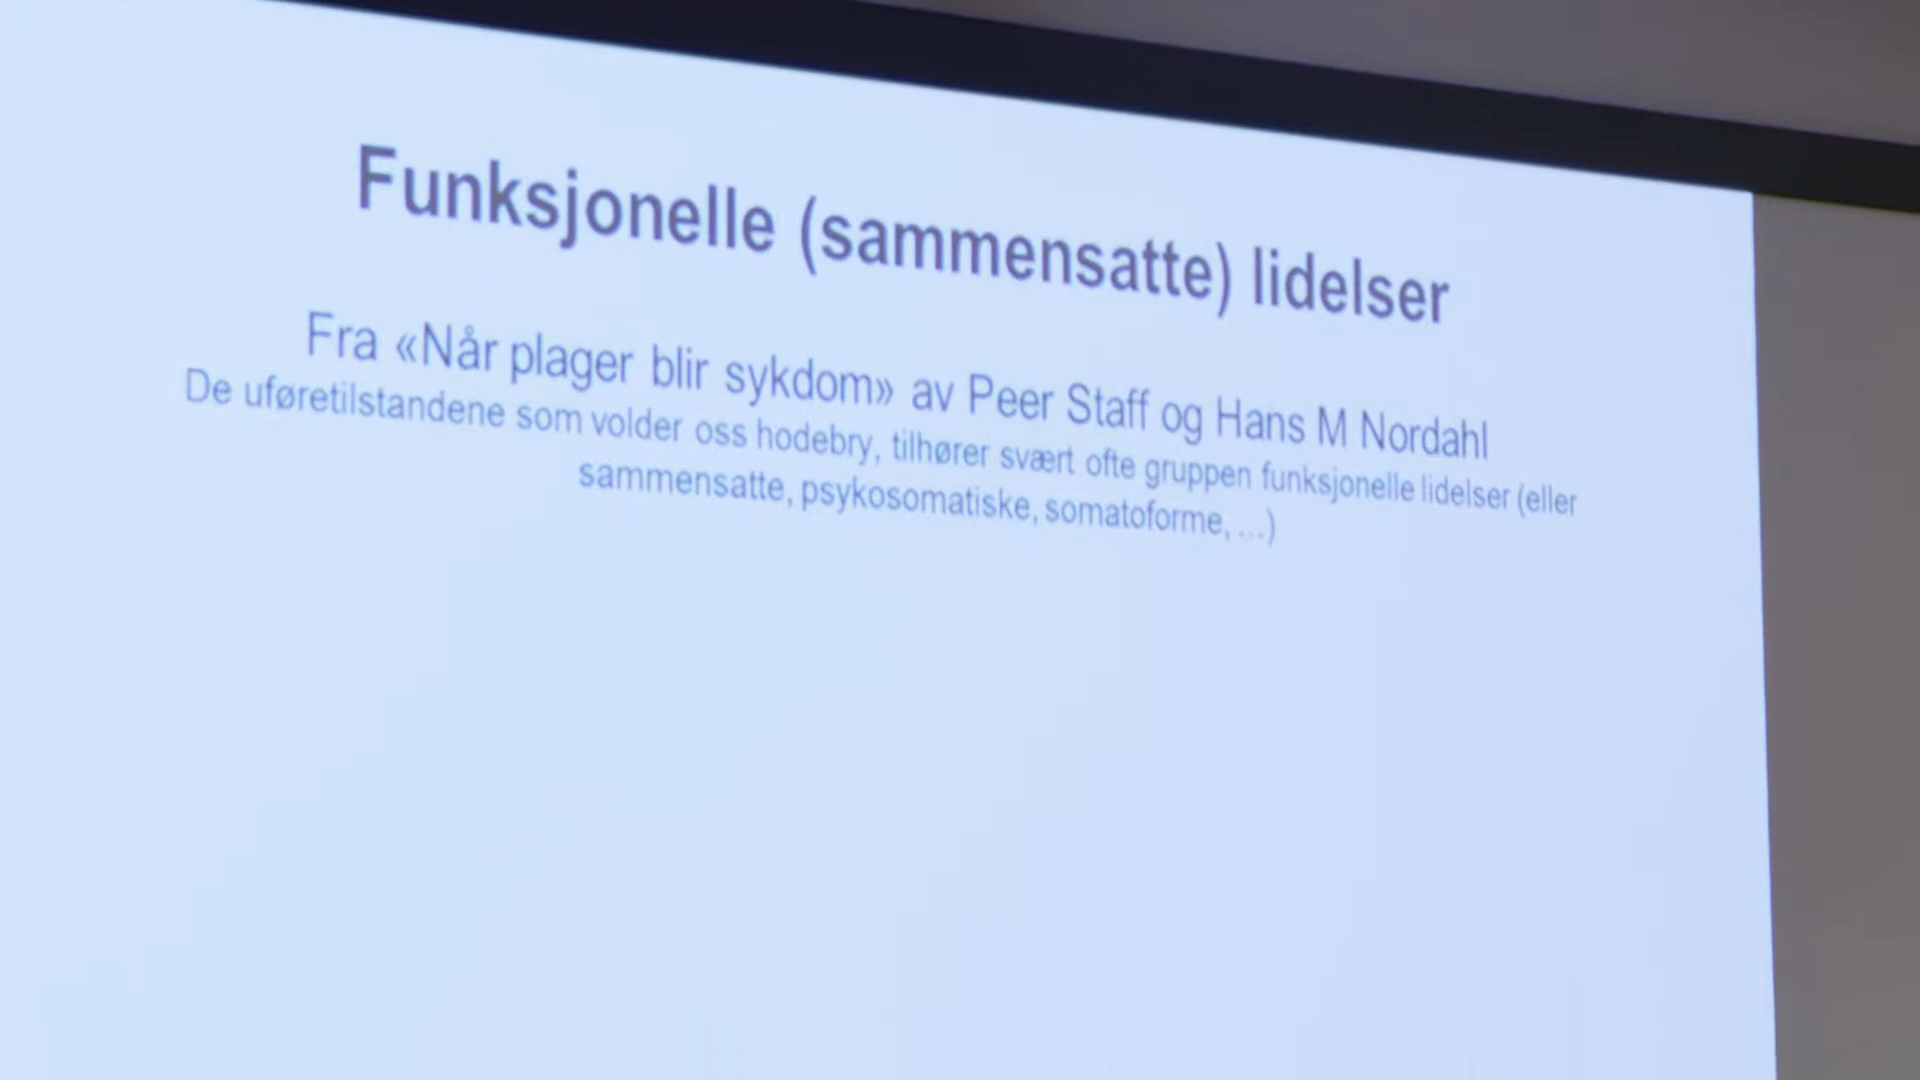 Funksjonelle (sammensatte) lidelser
Fra «Når plager blir sykdom» av Peer Staff og Hans M Nordahl
De uføretilstandene som volder oss hodebry, tilhører svært ofte gruppen funksjonelle lidelser (eller
sammensatte, psykosomatiske, somatoforme, ...)